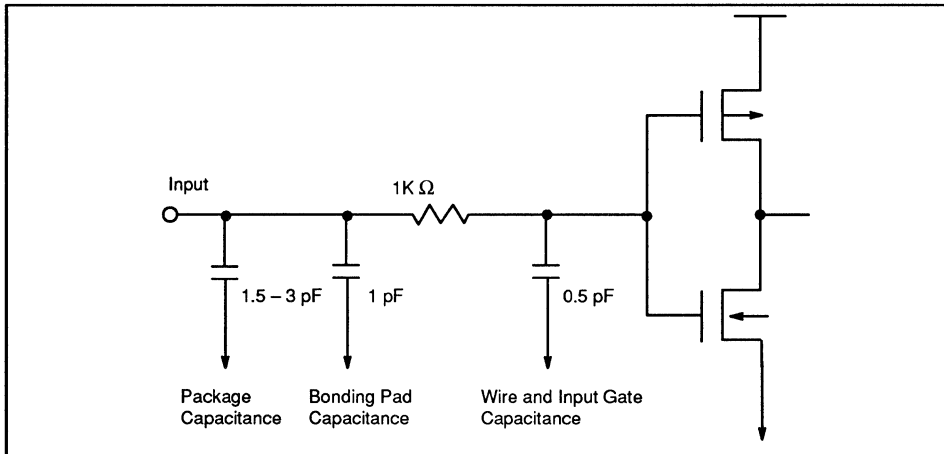 Input
1K Ω
1.5 – 3 pF
1 pF
0.5 pF
Package
Capacitance
Bonding Pad
Capacitance
Wire and Input Gate
Capacitance